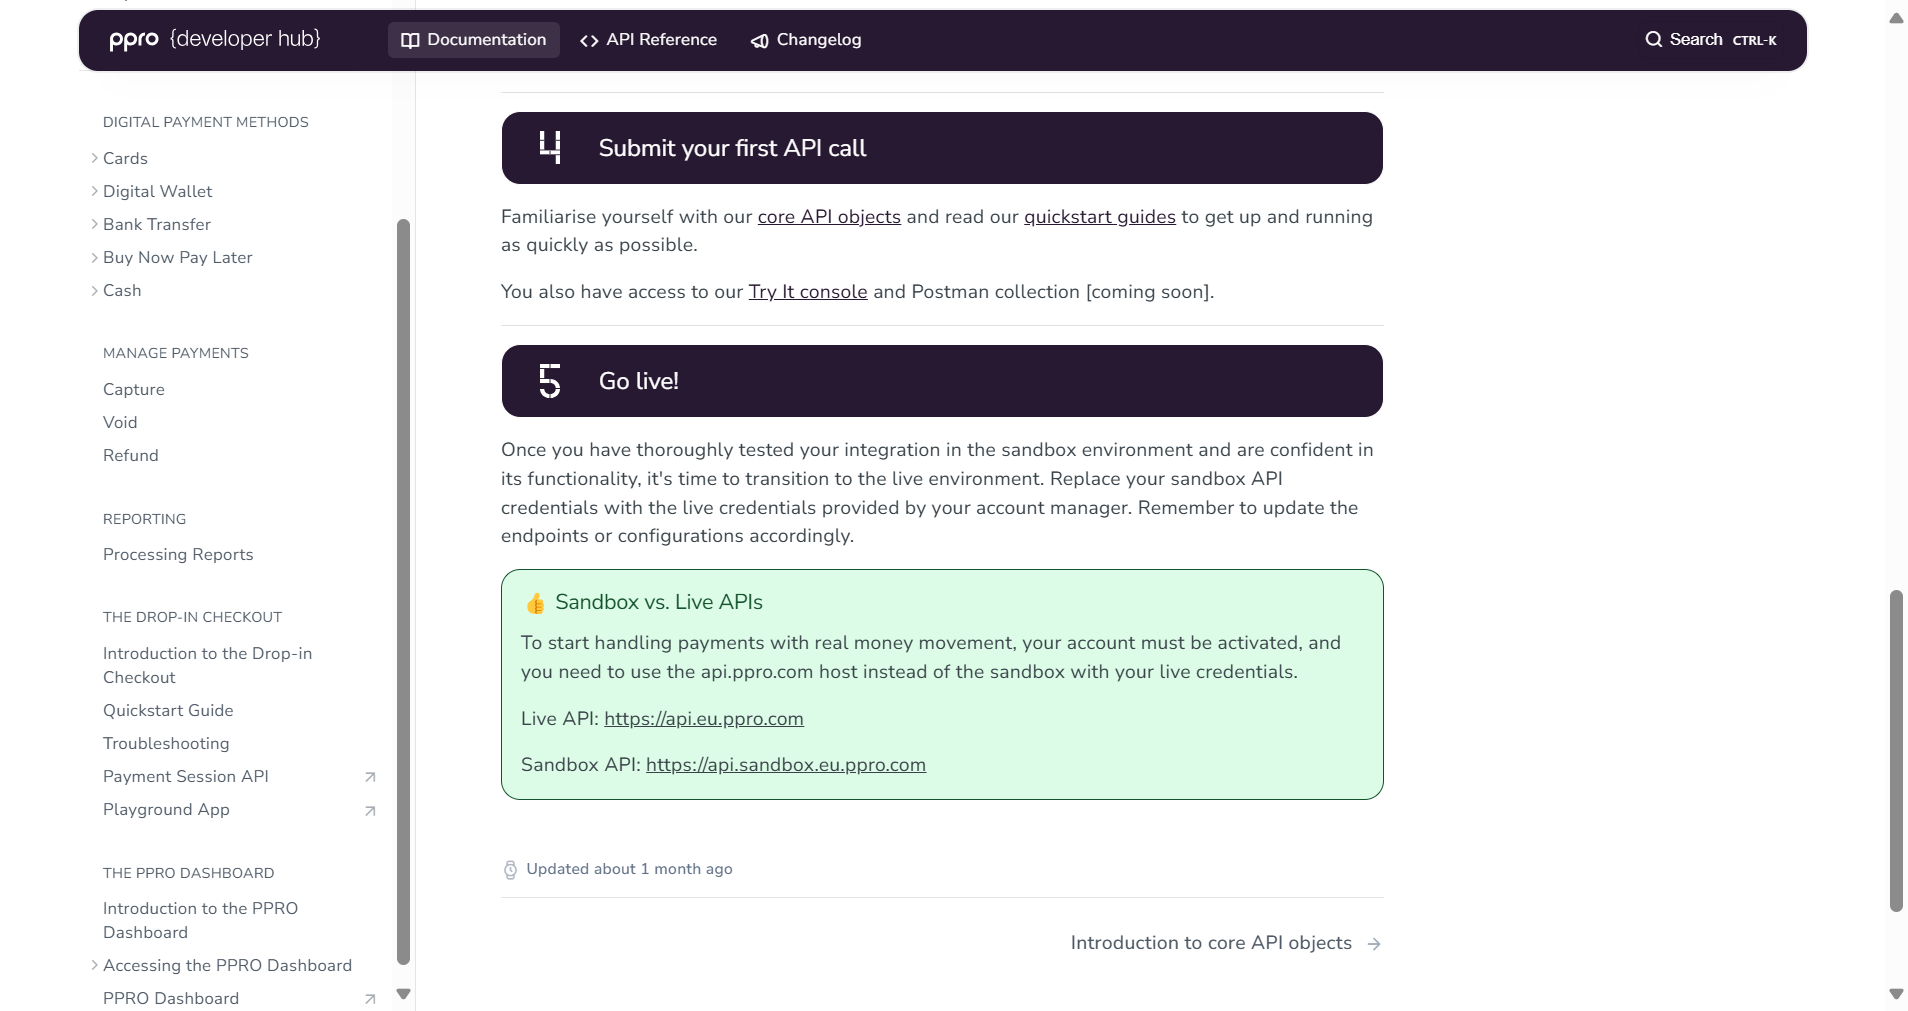 ppro {developer hub}
Documentation
API Reference
Changelog
Search CTRL-K
DIGITAL PAYMENT METHODS
Cards
Digital Wallet
Bank Transfer
Buy Now Pay Later
Cash
MANAGE PAYMENTS
Capture
Void
Refund
REPORTING
Processing Reports
THE DROP-IN CHECKOUT
Introduction to the Drop-in
Checkout
Quickstart Guide
Troubleshooting
Payment Session API
Playground App
THE PPRO DASHBOARD
Introduction to the PPRO
Dashboard
Accessing the PPRO Dashboard
PPRO Dashboard
4 Submit your first API call
Familiarise yourself with our core API objects and read our quickstart guides to get up and running
as quickly as possible.
You also have access to our Try It console and Postman collection [coming soon].
5 Go live!
Once you have thoroughly tested your integration in the sandbox environment and are confident in
its functionality, it's time to transition to the live environment. Replace your sandbox API
credentials with the live credentials provided by your account manager. Remember to update the
endpoints or configurations accordingly.
👍 Sandbox vs. Live APIs
To start handling payments with real money movement, your account must be activated, and
you need to use the api.ppro.com host instead of the sandbox with your live credentials.
Live API: https://api.eu.ppro.com
Sandbox API: https://api.sandbox.eu.ppro.com
Updated about 1 month ago
Introduction to core API objects